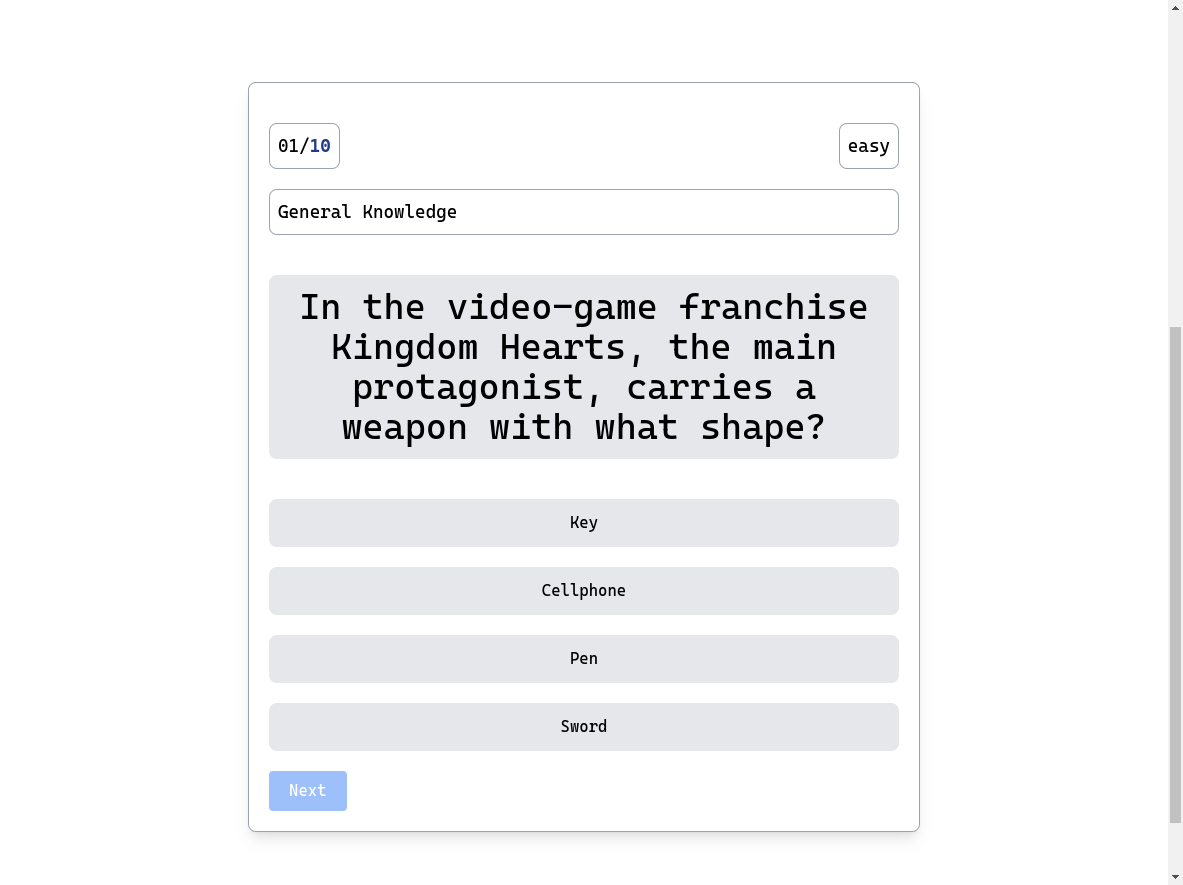 01/10
easy
General Knowledge
In the video-game franchise
Kingdom Hearts, the main
protagonist, carries a
weapon with what shape?
Key
Cellphone
Pen
Sword
Next